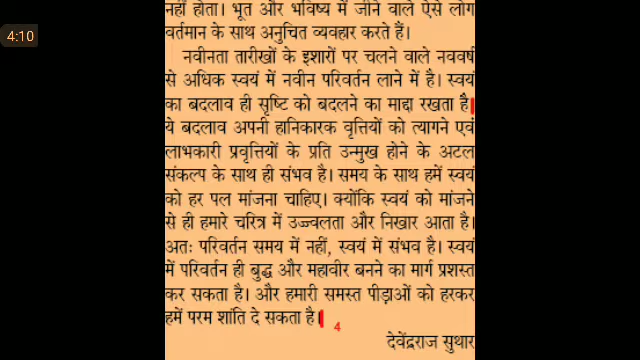 4:10
नहीं होता। भूत और भविष्य में जीने वाले ऐसे लोग
वर्तमान के साथ अनुचित व्यवहार करते हैं।
नवीनता तारीखों के इशारों पर चलने वाले नववर्ष
से अधिक स्वयं में नवीन परिवर्तन लाने में है। स्वयं
का बदलाव ही सृष्टि को बदलने का माद्दा रखता है।
ये बदलाव अपनी हानिकारक वृत्तियों को त्यागने एवं
लाभकारी प्रवृत्तियों के प्रति उन्मुख होने के अटल
संकल्प के साथ ही संभव है। समय के साथ हमें स्वयं
को हर पल मांजना चाहिए। क्योंकि स्वयं को मांजने
से ही हमारे चरित्र में उज्ज्वलता और निखार आता है।
अतः परिवर्तन समय में नहीं, स्वयं में संभव है। स्वयं
में परिवर्तन ही बुद्ध और महावीर बनने का मार्ग प्रशस्त
कर सकता है। और हमारी समस्त पीड़ाओं को हरकर
हमें परम शांति दे सकता है।
4
देवेंद्रराज सुथार